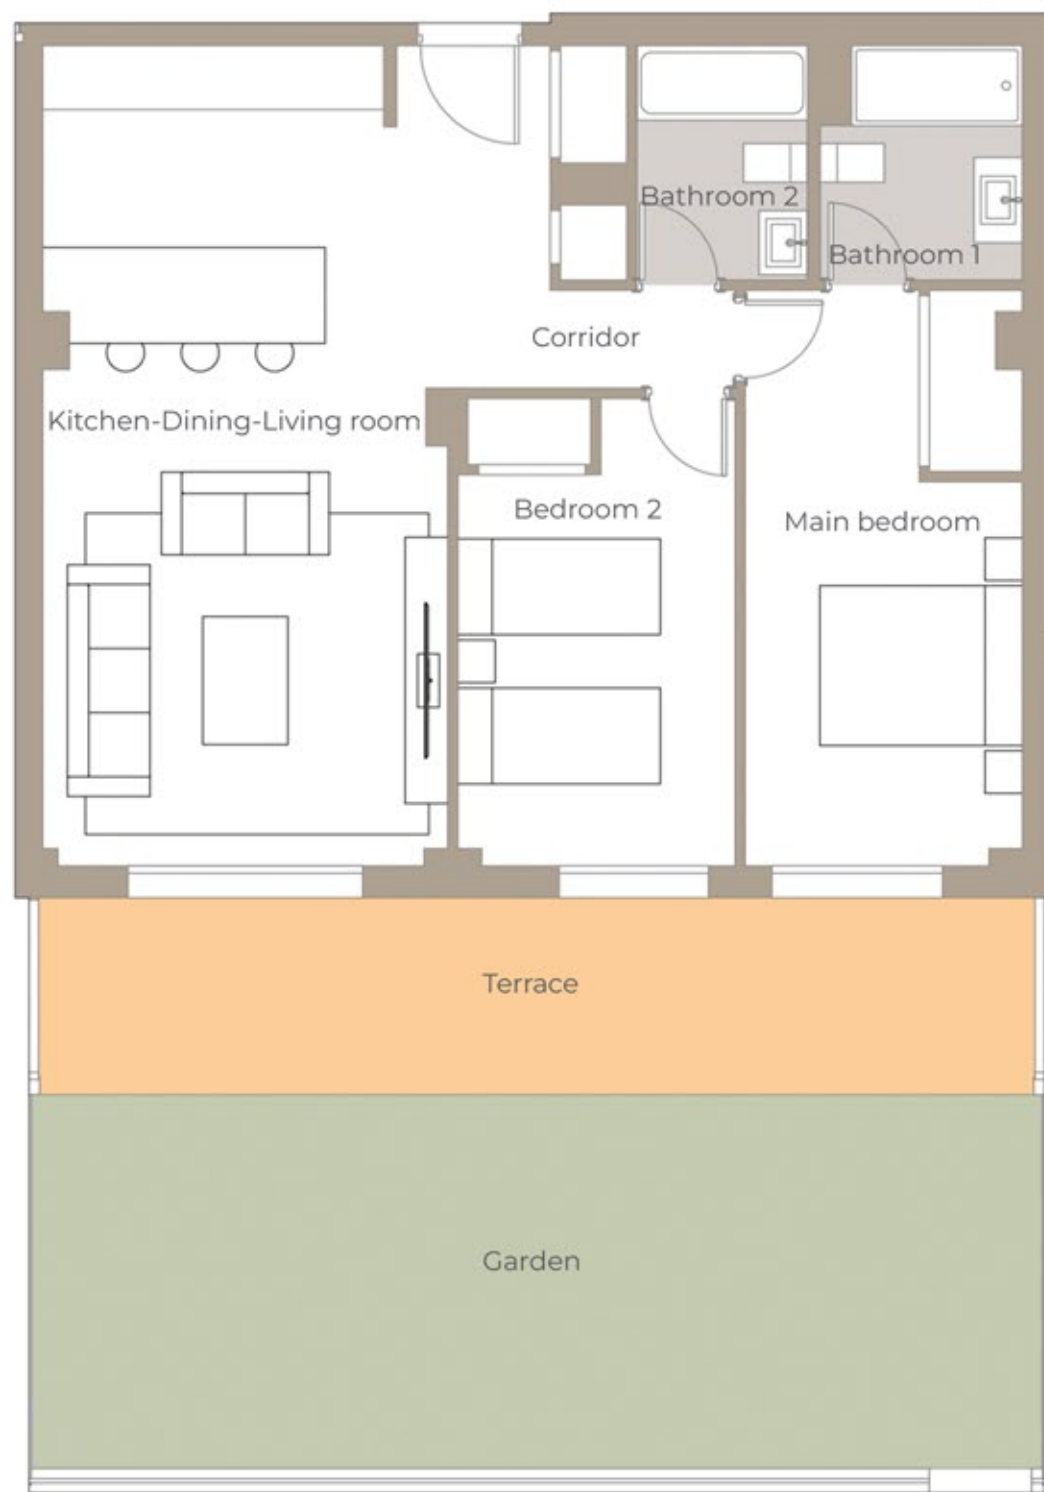 Bathroom 2
Bathroom 1
Corridor
Kitchen-Dining-Living room
Bedroom 2
Main bedroom
Terrace
Garden